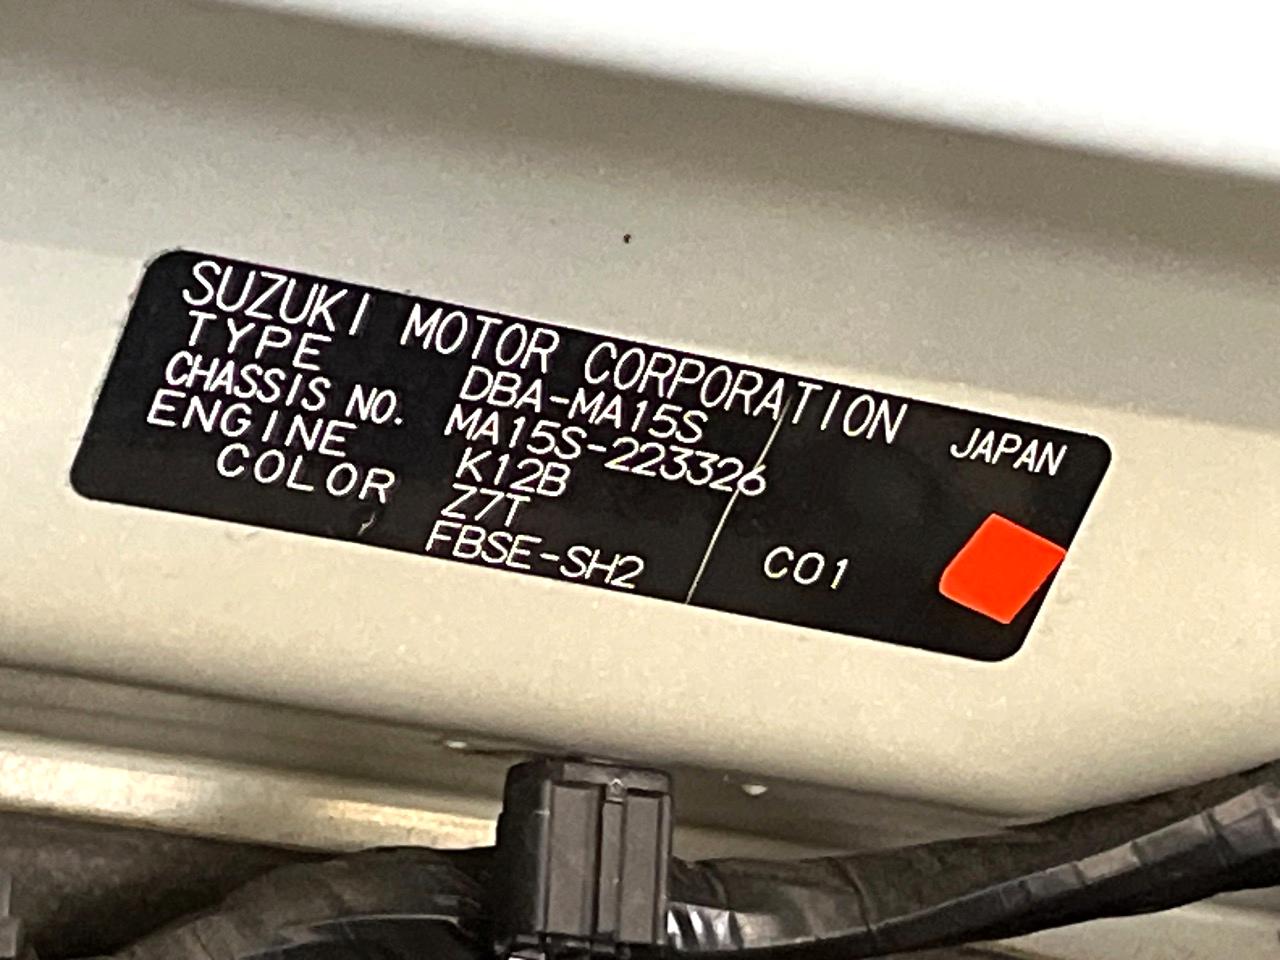 SUZUKI MOTOR CORPORATION JAPAN
TYPE DBA-MA15S
CHASSIS NO. MA15S-223326
ENGINE K12B
COLOR Z7T
FBSE-SH2 C01